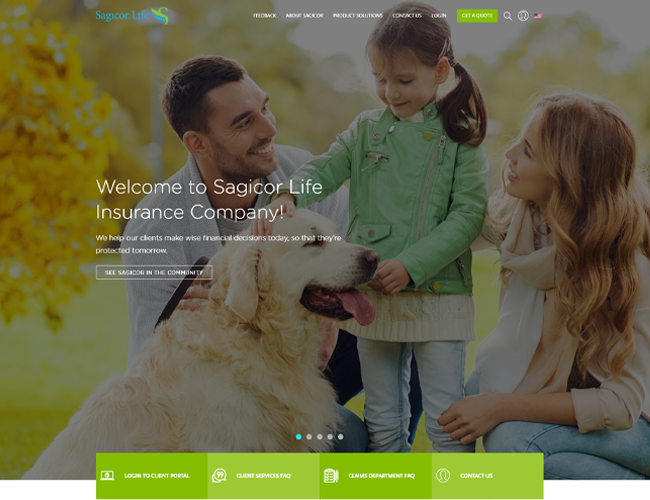 Sagicor Life
FEEDBACK ABOUT SAGICOR PRODUCT SOLUTIONS CONTACT US LOGIN GET A QUOTE
Welcome to Sagicor Life
Insurance Company!
We help our clients make wise financial decisions today, so that they're
protected tomorrow.
SEE SAGICOR IN THE COMMUNITY
LOGIN TO CLIENT PORTAL CLIENT SERVICES FAQ CLAIMS DEPARTMENT FAQ CONTACT US